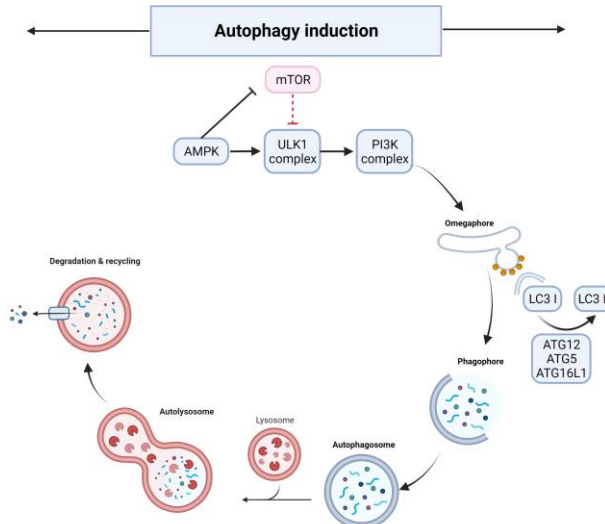 Autophagy induction
mTOR
AMPK
ULK1
complex
PI3K
complex
Omegaphore
Degradation & recycling
LC3 I
LC3 I
ATG12
ATG5
ATG16L1
Phagophore
Autolysosome
Lysosome
Autophagosome